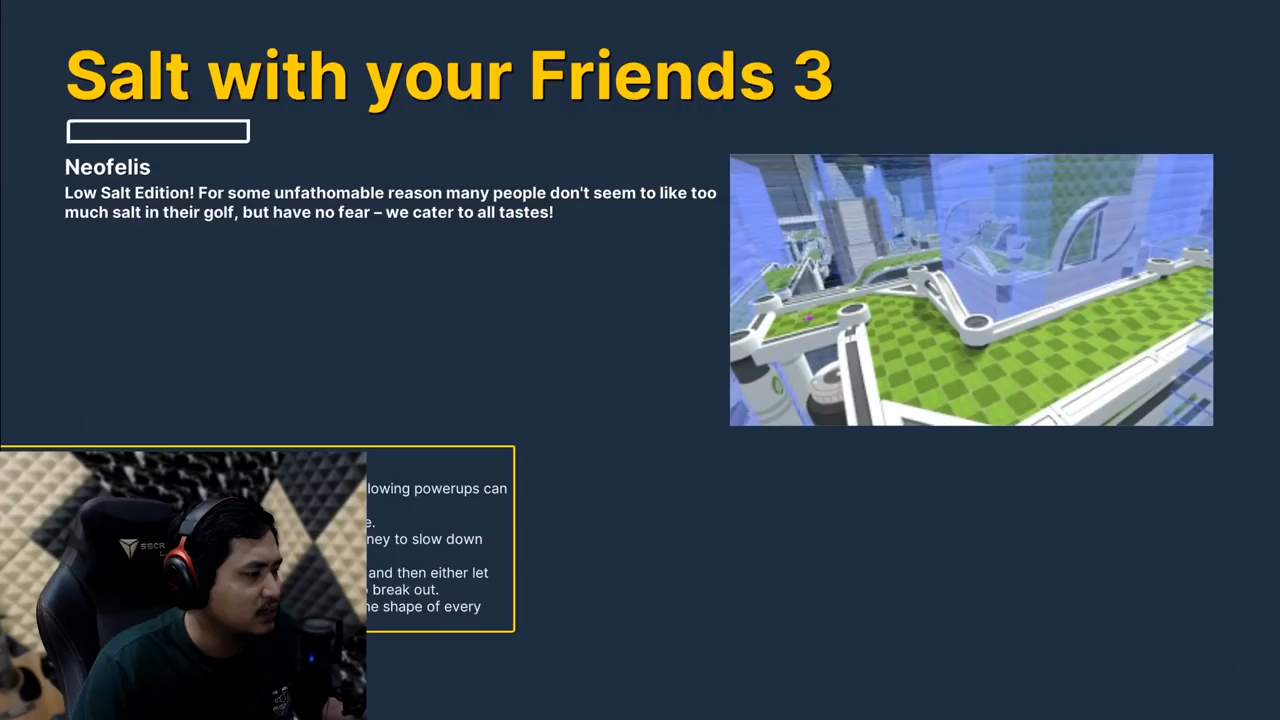 Salt with your Friends 3
Neofelis
Low Salt Edition! For some unfathomable reason many people don't seem to like too
much salt in their golf, but have no fear – we cater to all tastes!
lowing powerups can
e.
ney to slow down
and then either let
break out.
e shape of every
SECR